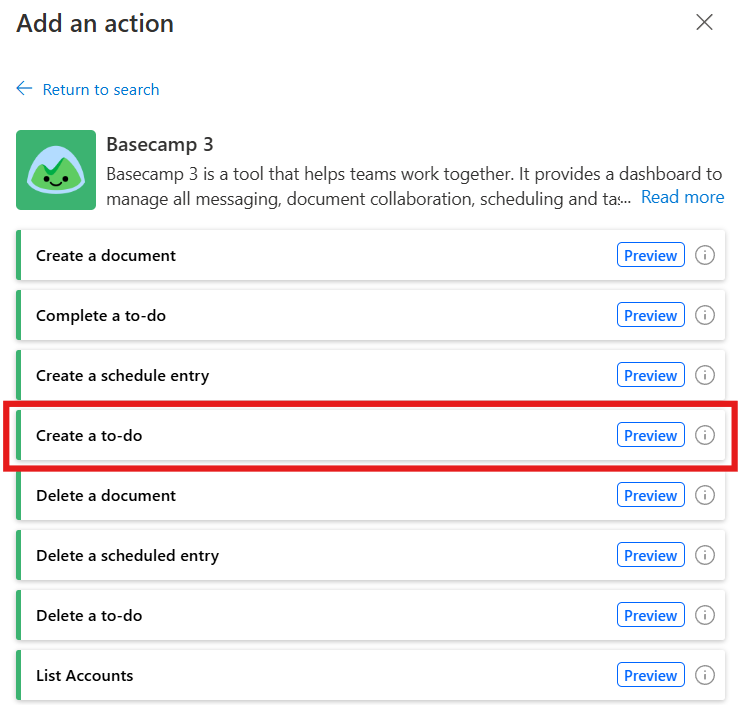 Add an action
Return to search
Basecamp 3
Basecamp 3 is a tool that helps teams work together. It provides a dashboard to
manage all messaging, document collaboration, scheduling and tas... Read more
Create a document Preview
Complete a to-do Preview
Create a schedule entry Preview
Create a to-do Preview
Delete a document Preview
Delete a scheduled entry Preview
Delete a to-do Preview
List Accounts Preview